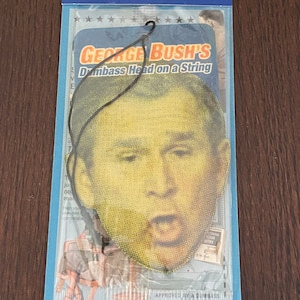 GEORGE BUSH'S
Dumbass Head on a String
APPROVED BY A DUMBASS